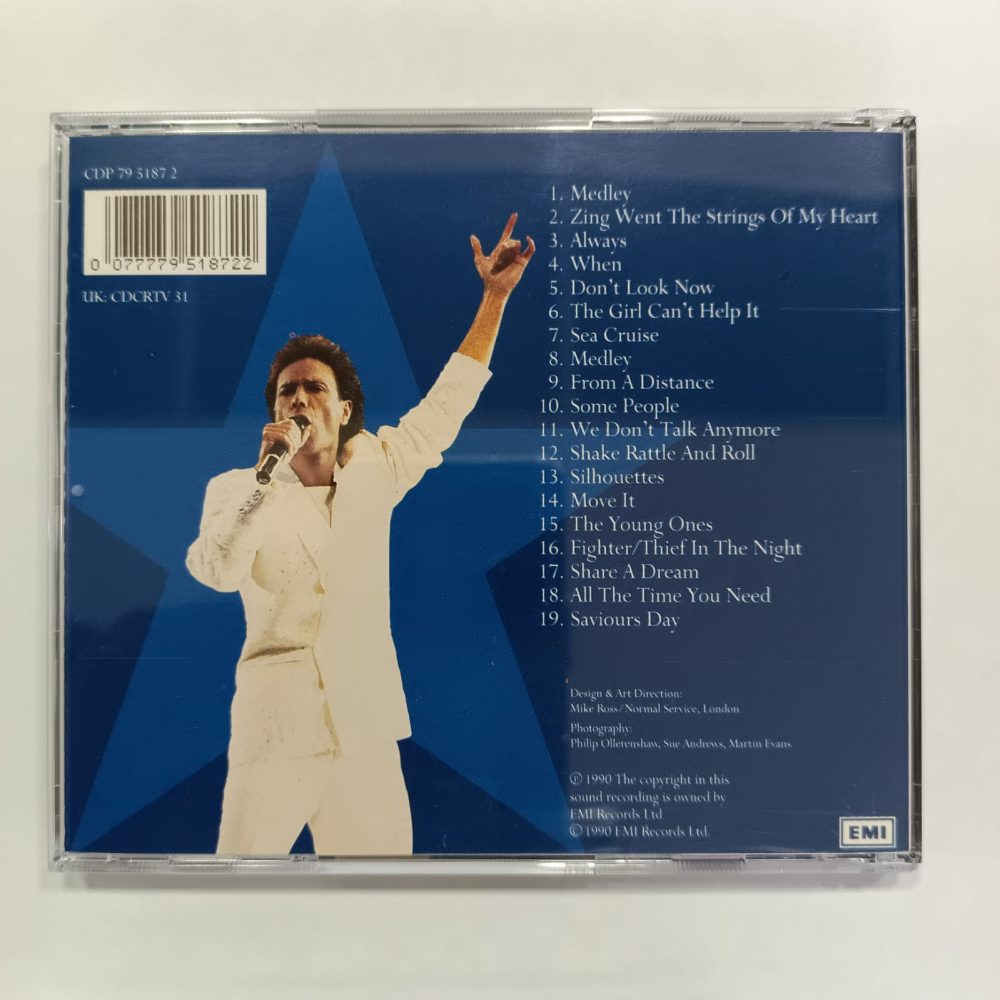 CDP 79 5187 2
0 077779 518722
UK: CDCRTV 31
1. Medley
2. Zing Went The Strings Of My Heart
3. Always
4. When
5. Don't Look Now
6. The Girl Can't Help It
7. Sea Cruise
8. Medley
9. From A Distance
10. Some People
11. We Don't Talk Anymore
12. Shake Rattle And Roll
13. Silhouettes
14. Move It
15. The Young Ones
16. Fighter/Thief In The Night
17. Share A Dream
18. All The Time You Need
19. Saviours Day
Design & Art Direction:
Mike Ross/Normal Service, London
Photography:
Philip Ollerenshaw, Sue Andrews, Martin Evans
℗ 1990 The copyright in this
sound recording is owned by
EMI Records Ltd
© 1990 EMI Records Ltd.
EMI